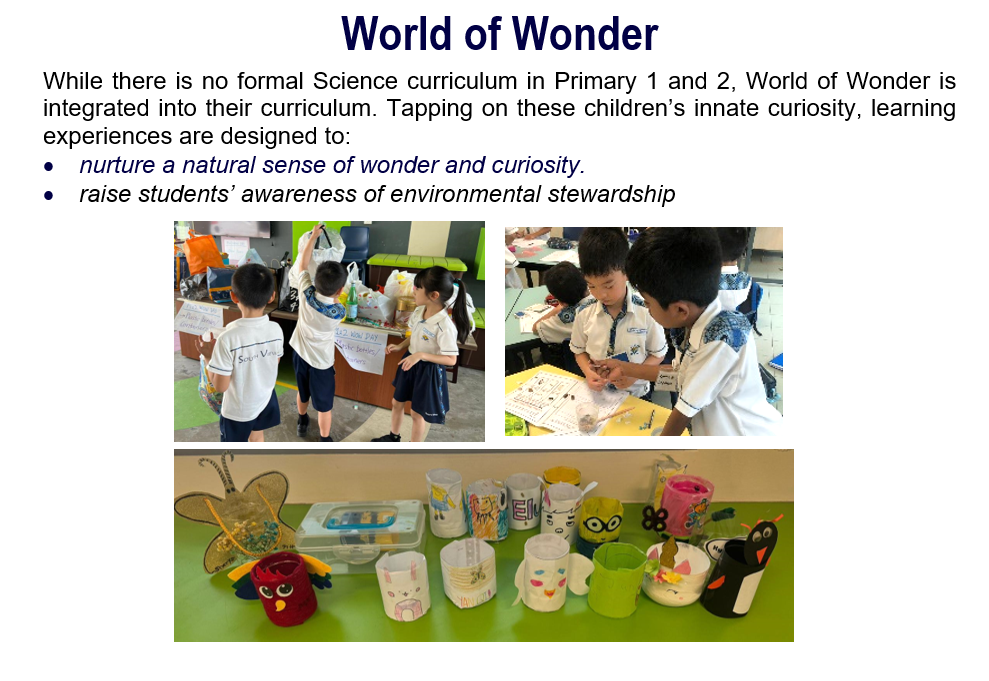 World of Wonder
While there is no formal Science curriculum in Primary 1 and 2, World of Wonder is
integrated into their curriculum. Tapping on these children’s innate curiosity, learning
experiences are designed to:
• nurture a natural sense of wonder and curiosity.
• raise students’ awareness of environmental stewardship